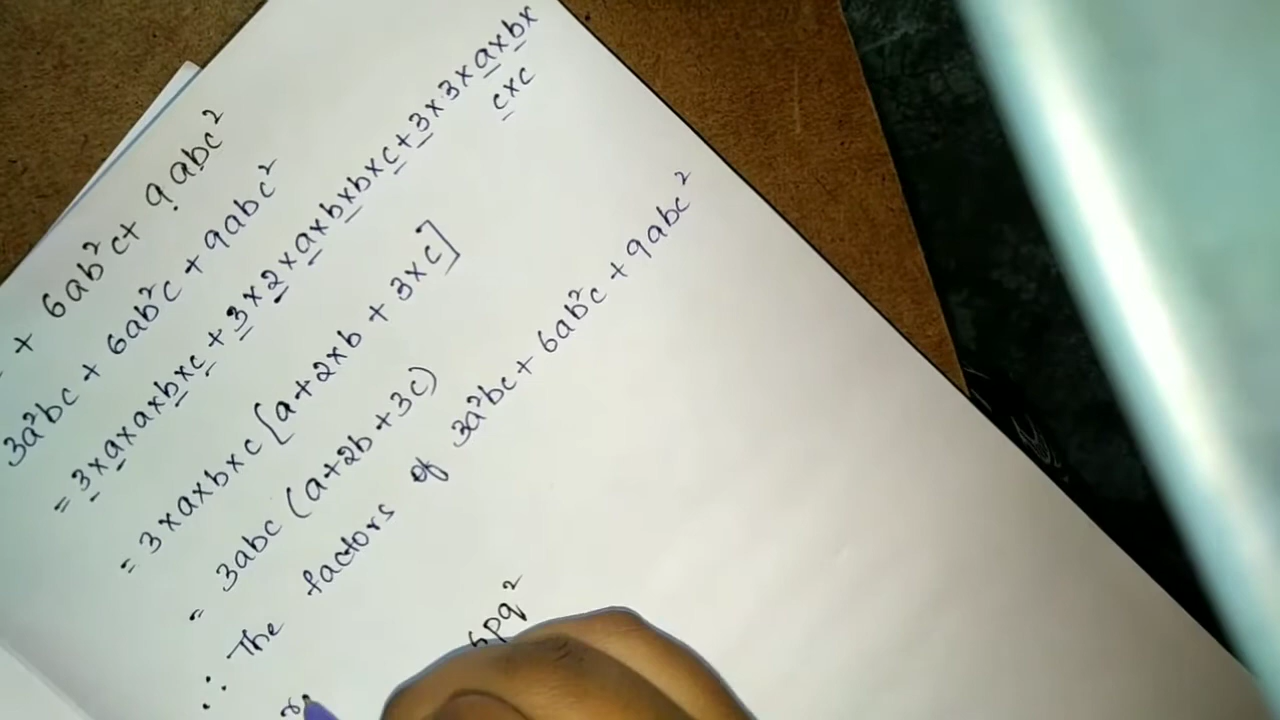 + 6ab²c + 9abc²
3a²bc + 6ab²c + 9abc²
= 3×a×a×b×c + 3×2×a×b×b×c + 3×3×a×b×
c×c
= 3×a×b×c [a+2×b + 3×c]
= 3abc (a+2b+3c)
∴ The factors of 3a²bc + 6ab²c + 9abc²
5pq²